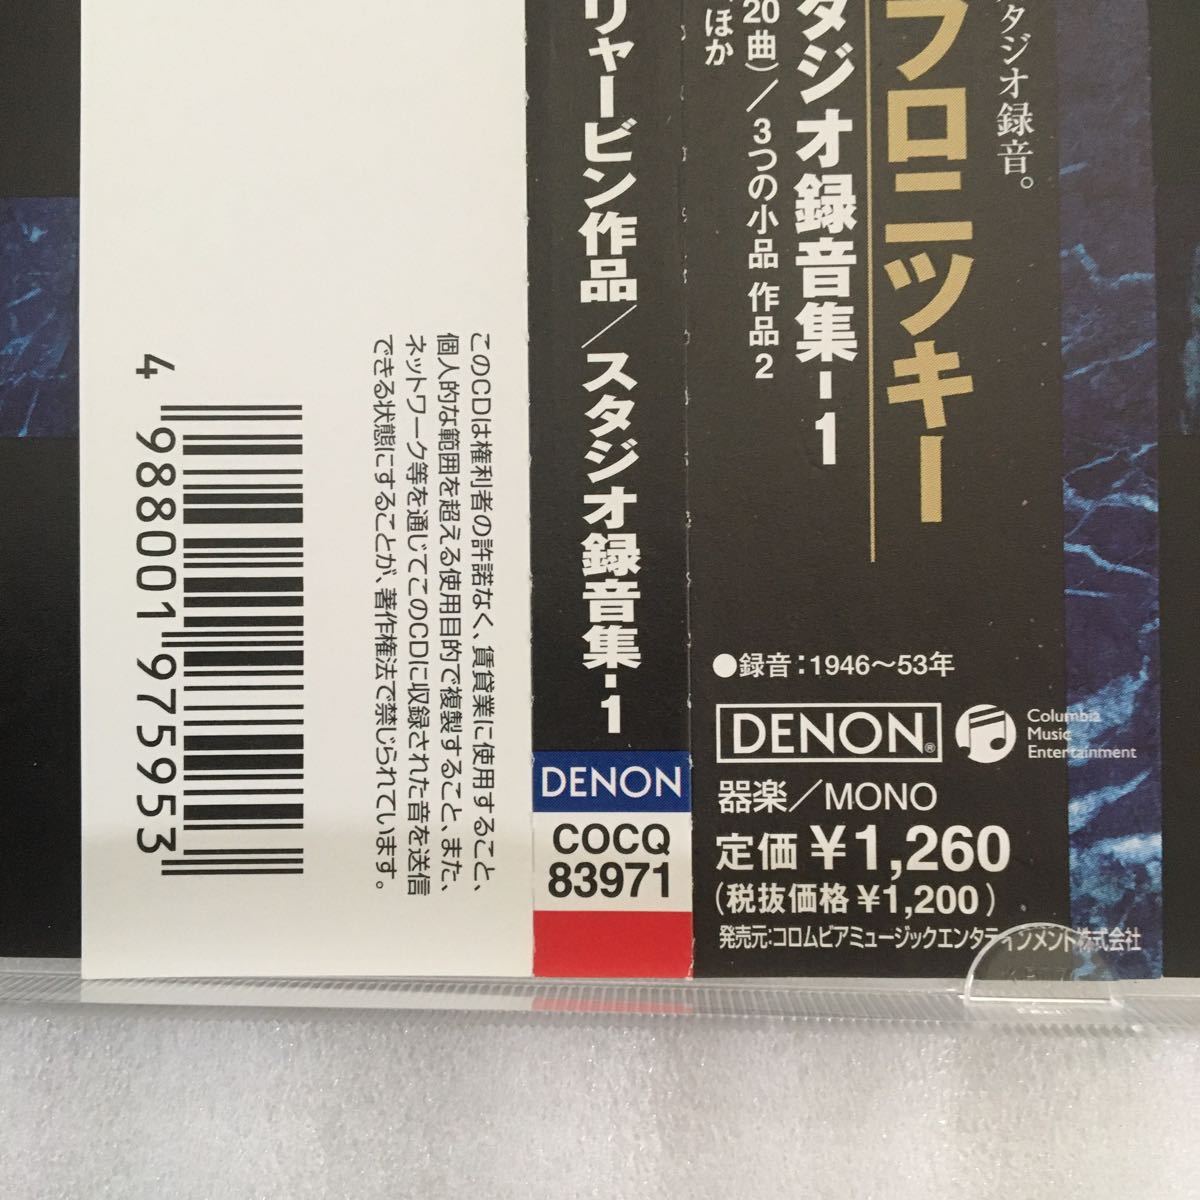 スタジオ録音。
フロニツキー
タジオ録音集-1
20曲）／3つの小品 作品2
ほか
●録音：1946～53年
DENON®
Columbia
Music
Entertainment
器楽／MONO
定価 ¥1,260
(税抜価格 ¥1,200)
発売元：コロムビアミュージックエンタテインメント株式会社
リャービン作品／スタジオ録音集-1
DENON
COCQ
83971
このCDは権利者の許諾なく、賃貸業に使用すること、
個人的な範囲を超える使用目的で複製すること、また、
ネットワーク等を通じてこのCDに収録された音を送信
できる状態にすることが、著作権法で禁じられています。
4 988001 975953